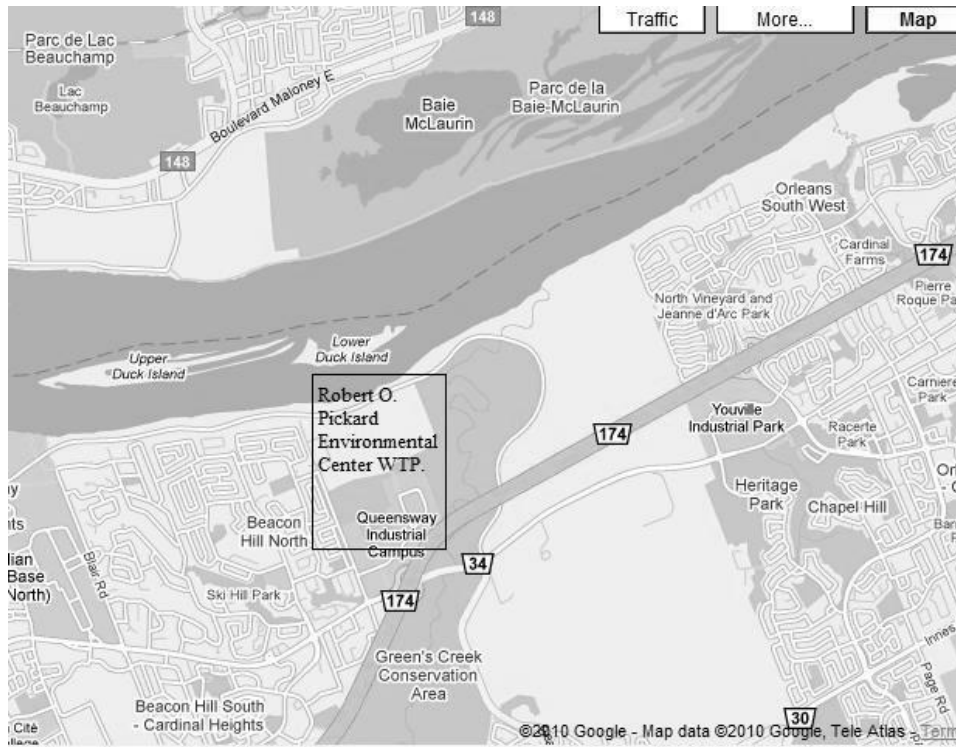 Traffic
More...
Map
148
Parc de Lac
Beauchamp
Lac
Beauchamp
Boulevard Maloney E
148
Baie
McLaurin
Parc de la
Baie-McLaurin
Orleans
South West
Cardinal
Farms
174
Pierre
Roque Pa
North Vineyard and
Jeanne d'Arc Park
Upper
Duck Island
Lower
Duck Island
Robert O.
Pickard
Environmental
Center WTP.
174
Carriere
Park
Youville
Industrial Park
Racette
Park
Heritage
Park
Chapel Hill
Queensway
Industrial
Campus
Beacon
Hill North
Blair Rd
Base
North)
Ski Hill Park
34
174
Green's Creek
Conservation
Area
Beacon Hill South
- Cardinal Heights
Cité
Innes
Page Rd
30
©2010 Google - Map data ©2010 Google, Tele Atlas - Term